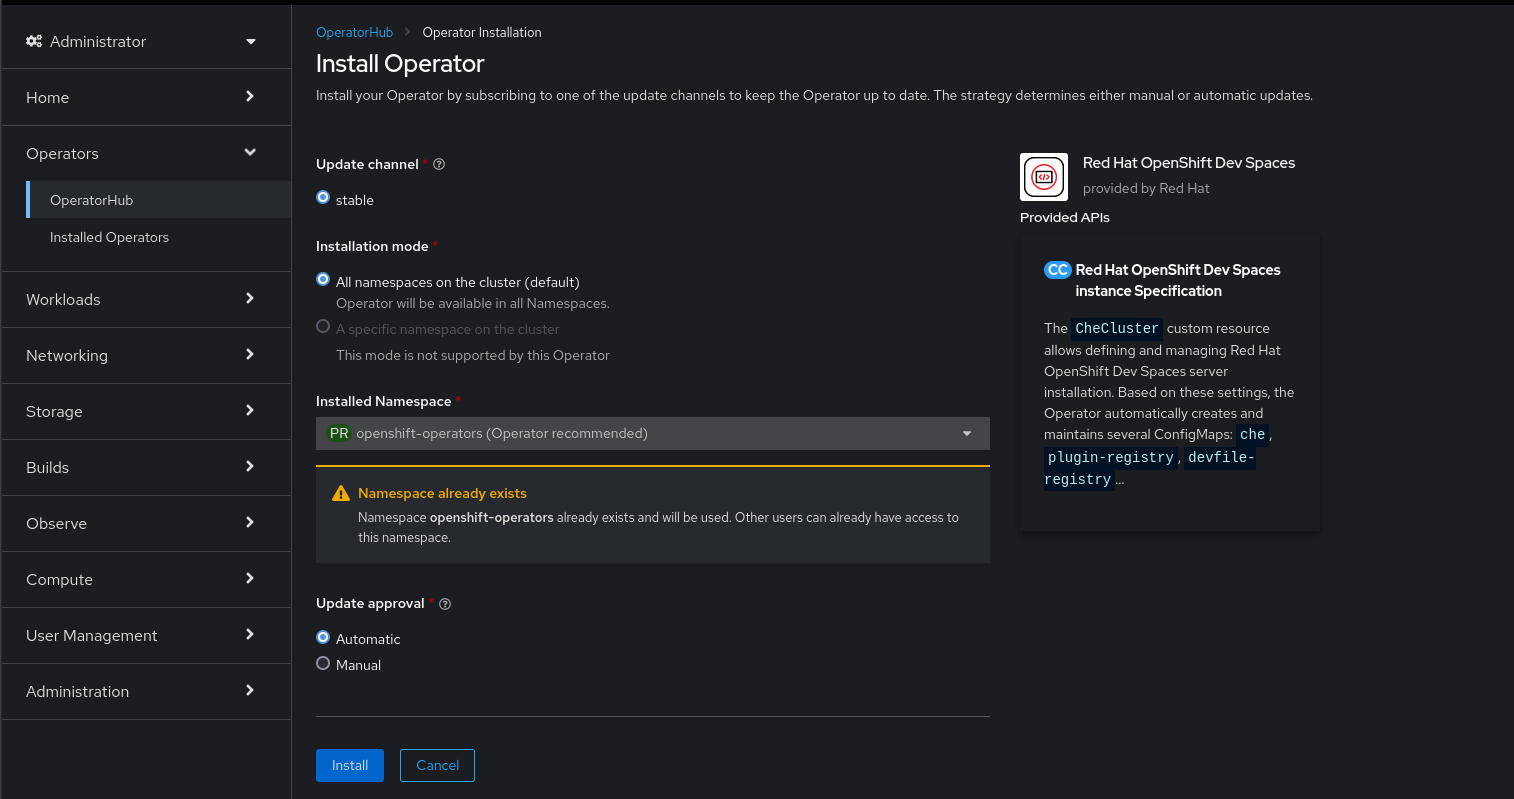 Administrator
Home
Operators
OperatorHub
Installed Operators
Workloads
Networking
Storage
Builds
Observe
Compute
User Management
Administration
OperatorHub > Operator Installation
Install Operator
Install your Operator by subscribing to one of the update channels to keep the Operator up to date. The strategy determines either manual or automatic updates.
Update channel *
stable
Installation mode *
All namespaces on the cluster (default)
Operator will be available in all Namespaces.
A specific namespace on the cluster
This mode is not supported by this Operator
Installed Namespace *
PR openshift-operators (Operator recommended)
Namespace already exists
Namespace openshift-operators already exists and will be used. Other users can already have access to
this namespace.
Update approval *
Automatic
Manual
Install Cancel
Red Hat OpenShift Dev Spaces
provided by Red Hat
Provided APIs
CC Red Hat OpenShift Dev Spaces
instance Specification
The CheCluster custom resource
allows defining and managing Red Hat
OpenShift Dev Spaces server
installation. Based on these settings, the
Operator automatically creates and
maintains several ConfigMaps: che,
plugin-registry, devfile-
registry...